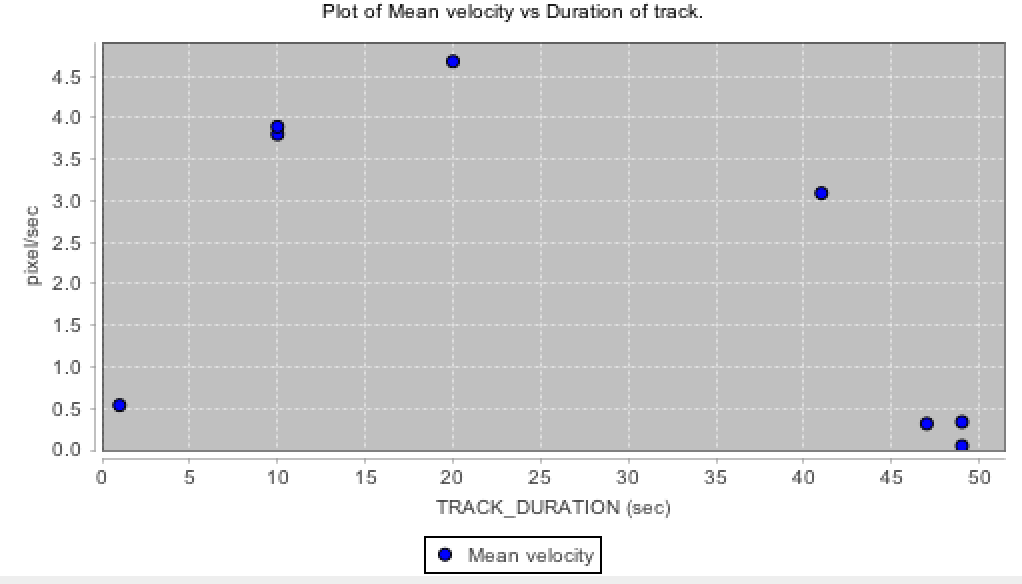 Plot of Mean velocity vs Duration of track.
4.5
4.0
3.5
3.0
2.5
2.0
1.5
1.0
0.5
0.0
pixel/sec
0 5 10 15 20 25 30 35 40 45 50
TRACK_DURATION (sec)
Mean velocity